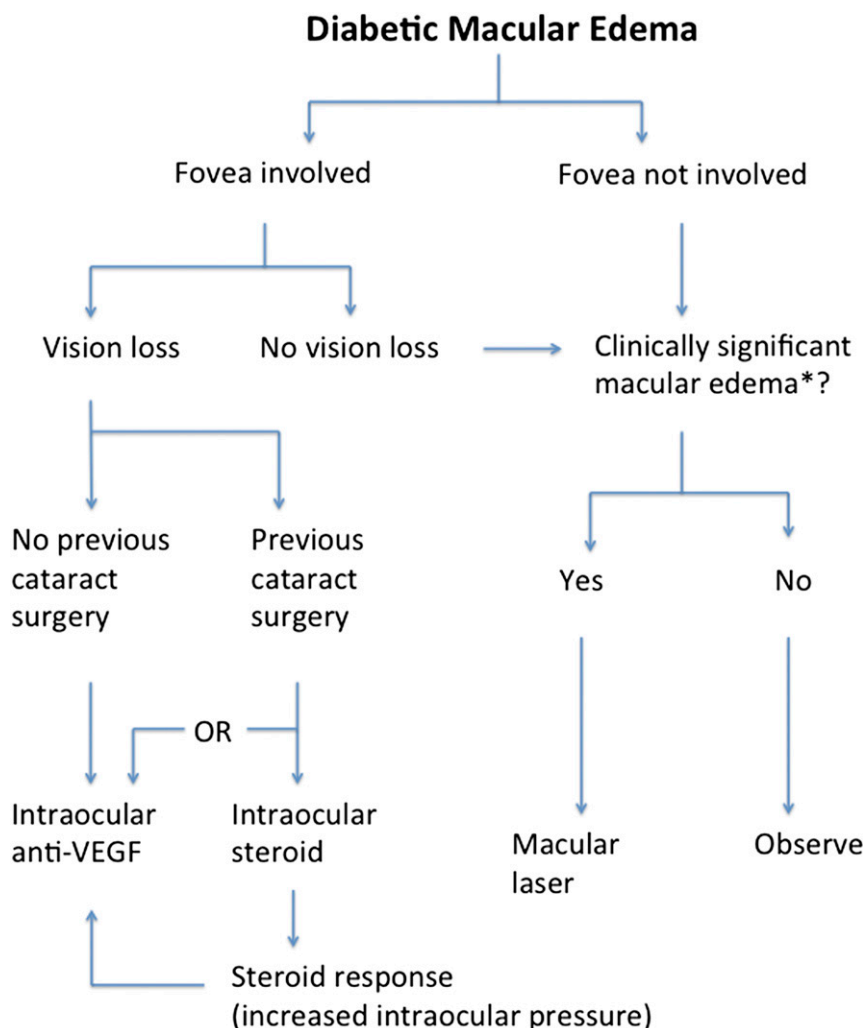 Diabetic Macular Edema
Fovea involved
Fovea not involved
Vision loss
No vision loss
Clinically significant
macular edema*?
No previous
cataract
surgery
Previous
cataract
surgery
Yes
No
OR
Intraocular
anti-VEGF
Intraocular
steroid
Macular
laser
Observe
Steroid response
(increased intraocular pressure)